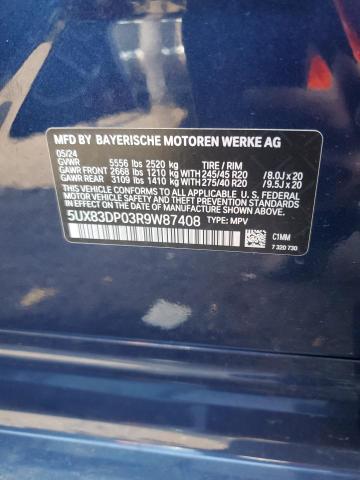 MFD BY BAYERISCHE MOTOREN WERKE AG
05/24
GVWR 5556 lbs 2520 kg TIRE / RIM
GAWR FRONT 2668 lbs 1210 kg WITH 245/45 R20 /8.0J x 20
GAWR REAR 3109 lbs 1410 kg WITH 275/40 R20 /9.5J x 20
THIS VEHICLE CONFORMS TO ALL APPLICABLE FEDERAL
MOTOR VEHICLE SAFETY, BUMPER, AND THEFT PREVENTION
STANDARDS IN EFFECT ON THE DATE OF MANUFACTURE SHOWN ABOVE.
5UX83DP03R9W87408 TYPE: MPV
C1MM
7 320 730